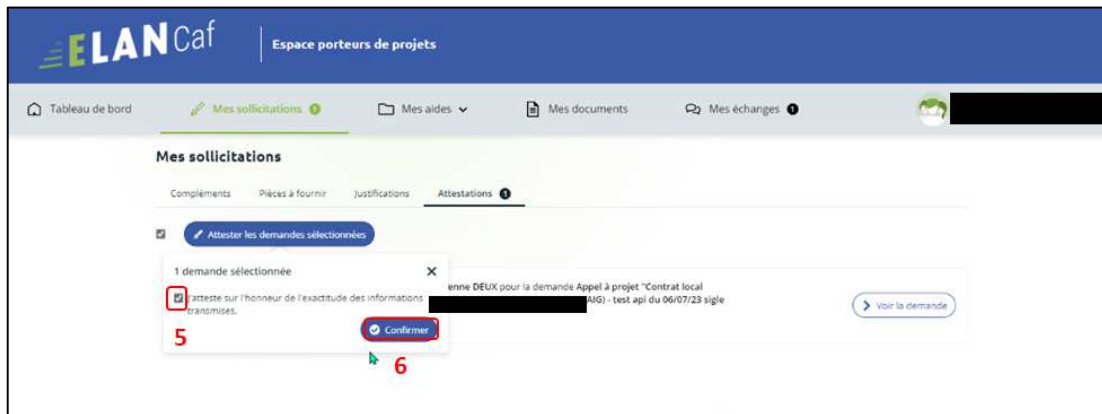 ELAN Caf
Espace porteurs de projets
Tableau de bord
Mes sollicitations 1
Mes aides
Mes documents
Mes échanges 1
Mes sollicitations
Compléments
Pièces à fournir
Justifications
Attestations 1
Attester les demandes sélectionnées
1 demande sélectionnée
J'atteste sur l'honneur de l'exactitude des informations
transmises.
Confirmer
5
6
enne DEUX pour la demande Appel à projet "Contrat local
AIG) - test api du 06/07/23 sigle
Voir la demande